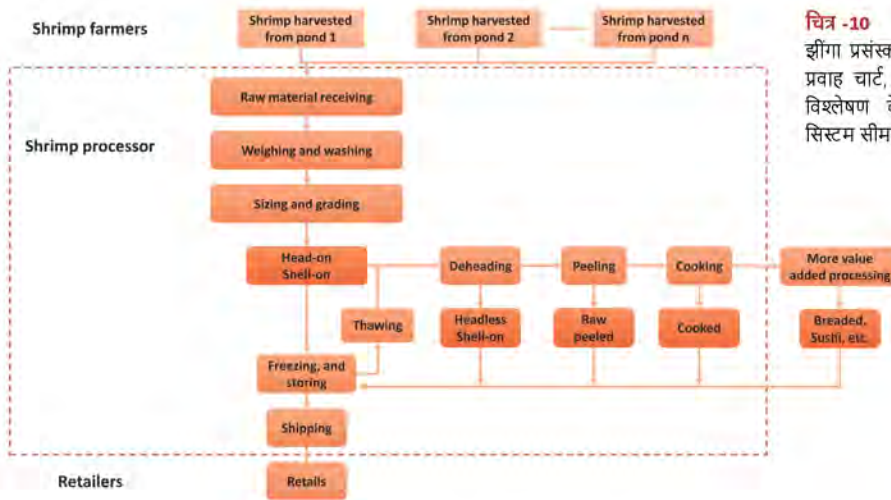 Shrimp farmers
Shrimp harvested
from pond 1
Shrimp harvested
from pond 2
Shrimp harvested
from pond n
चित्र -10
प्रवाह चार्ट,
विश्लेषण
झींगा
सिस्टम
Shrimp processor
Raw material receiving
Weighing and washing
Sizing and grading
Head-on
Shell-on
Deheading
Peeling
Cooking
More value
added processing
Thawing
Headless
Shell-on
Raw
peeled
Cooked
Breaded,
Sushi, etc.
Freezing, and
storing
Shipping
Retailers
Retails